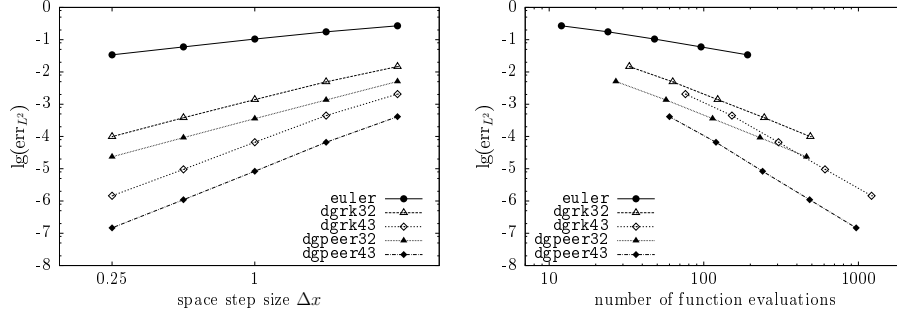 0
-1
-2
-3
-4
-5
-6
-7
-8
lg(err_{L^2})
0.25
1
space step size Δx
euler
dgrk32
dgrk43
dgpeer32
dgpeer43
0
-1
-2
-3
-4
-5
-6
-7
-8
lg(err_{L^2})
10
100
1000
number of function evaluations
euler
dgrk32
dgrk43
dgpeer32
dgpeer43